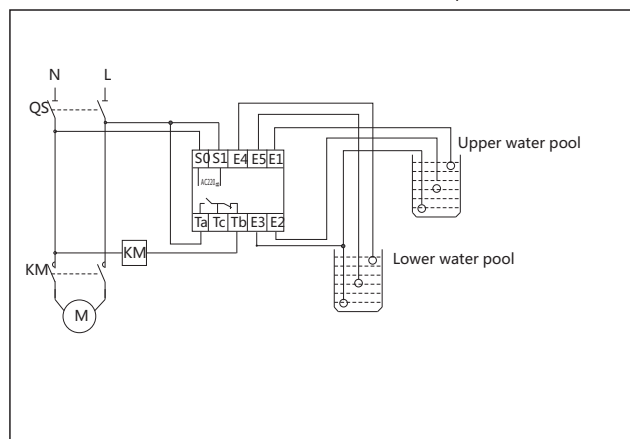 N L
QS
S0 S1 E4 E5 E1
Upper water pool
AC220
Ta Tc Tb E3 E2
KM
Lower water pool
KM
M